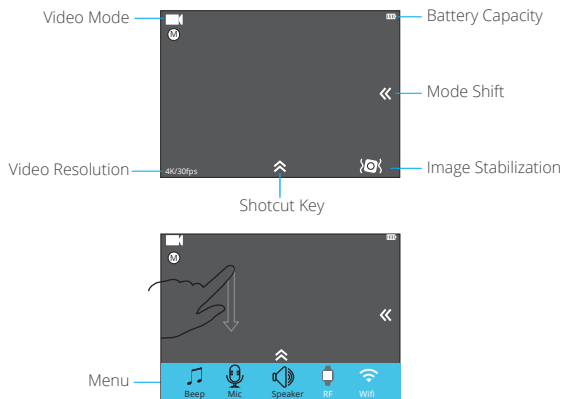 Video Mode
Battery Capacity
M
Mode Shift
Video Resolution
4K/30fps
Image Stabilization
Shotcut Key
M
Menu
Beep
Mic
Speaker
RF
Wifi